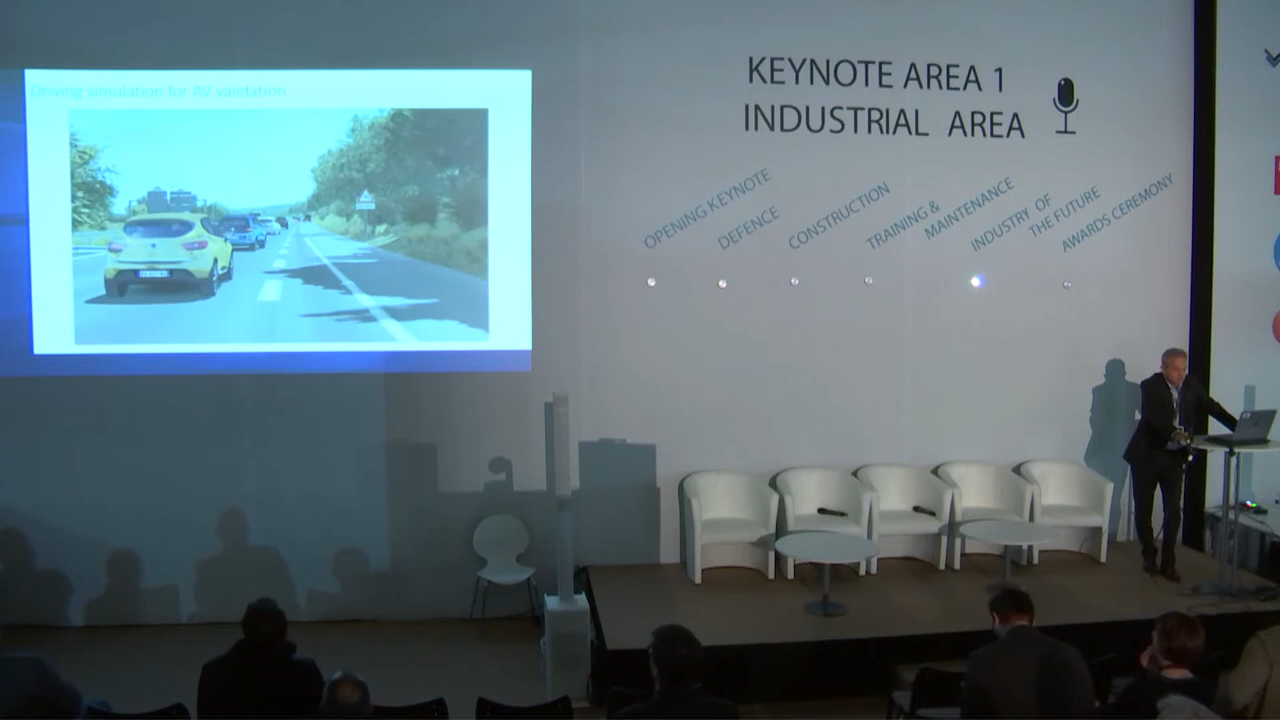 Driving simulation for AV validation
KEYNOTE AREA 1
INDUSTRIAL AREA
OPENING KEYNOTE
DEFENCE
CONSTRUCTION
TRAINING &
MAINTENANCE
INDUSTRY OF
THE FUTURE
AWARDS CEREMONY